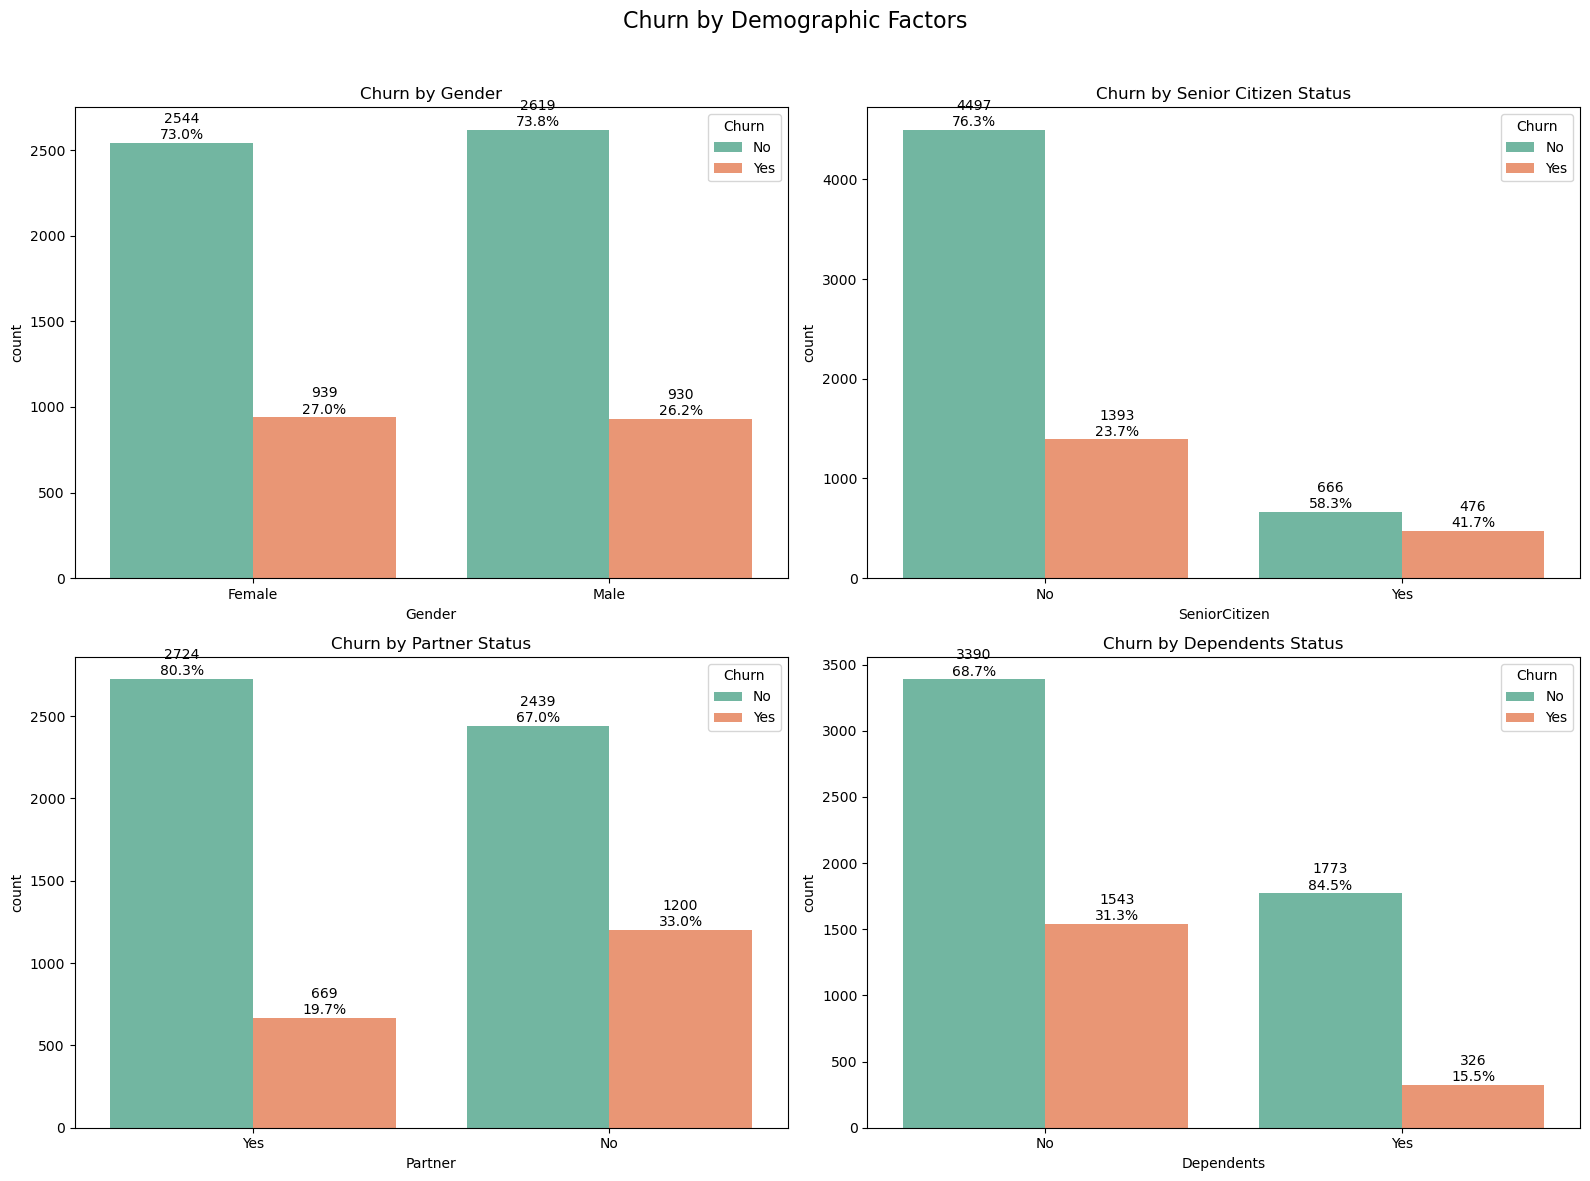 Churn by Demographic Factors
Churn by Gender
2619
73.8%
2544
73.0%
Churn
No
Yes
2500
2000
1500
1000
500
0
count
939
27.0%
930
26.2%
Female
Male
Gender
Churn by Senior Citizen Status
4497
76.3%
Churn
No
Yes
4000
3000
2000
1000
0
count
1393
23.7%
666
58.3%
476
41.7%
No
Yes
SeniorCitizen
Churn by Partner Status
2724
80.3%
2439
67.0%
Churn
No
Yes
2500
2000
1500
1000
500
0
count
669
19.7%
1200
33.0%
Yes
No
Partner
Churn by Dependents Status
3390
68.7%
Churn
No
Yes
3500
3000
2500
2000
1500
1000
500
0
count
1543
31.3%
1773
84.5%
326
15.5%
No
Yes
Dependents